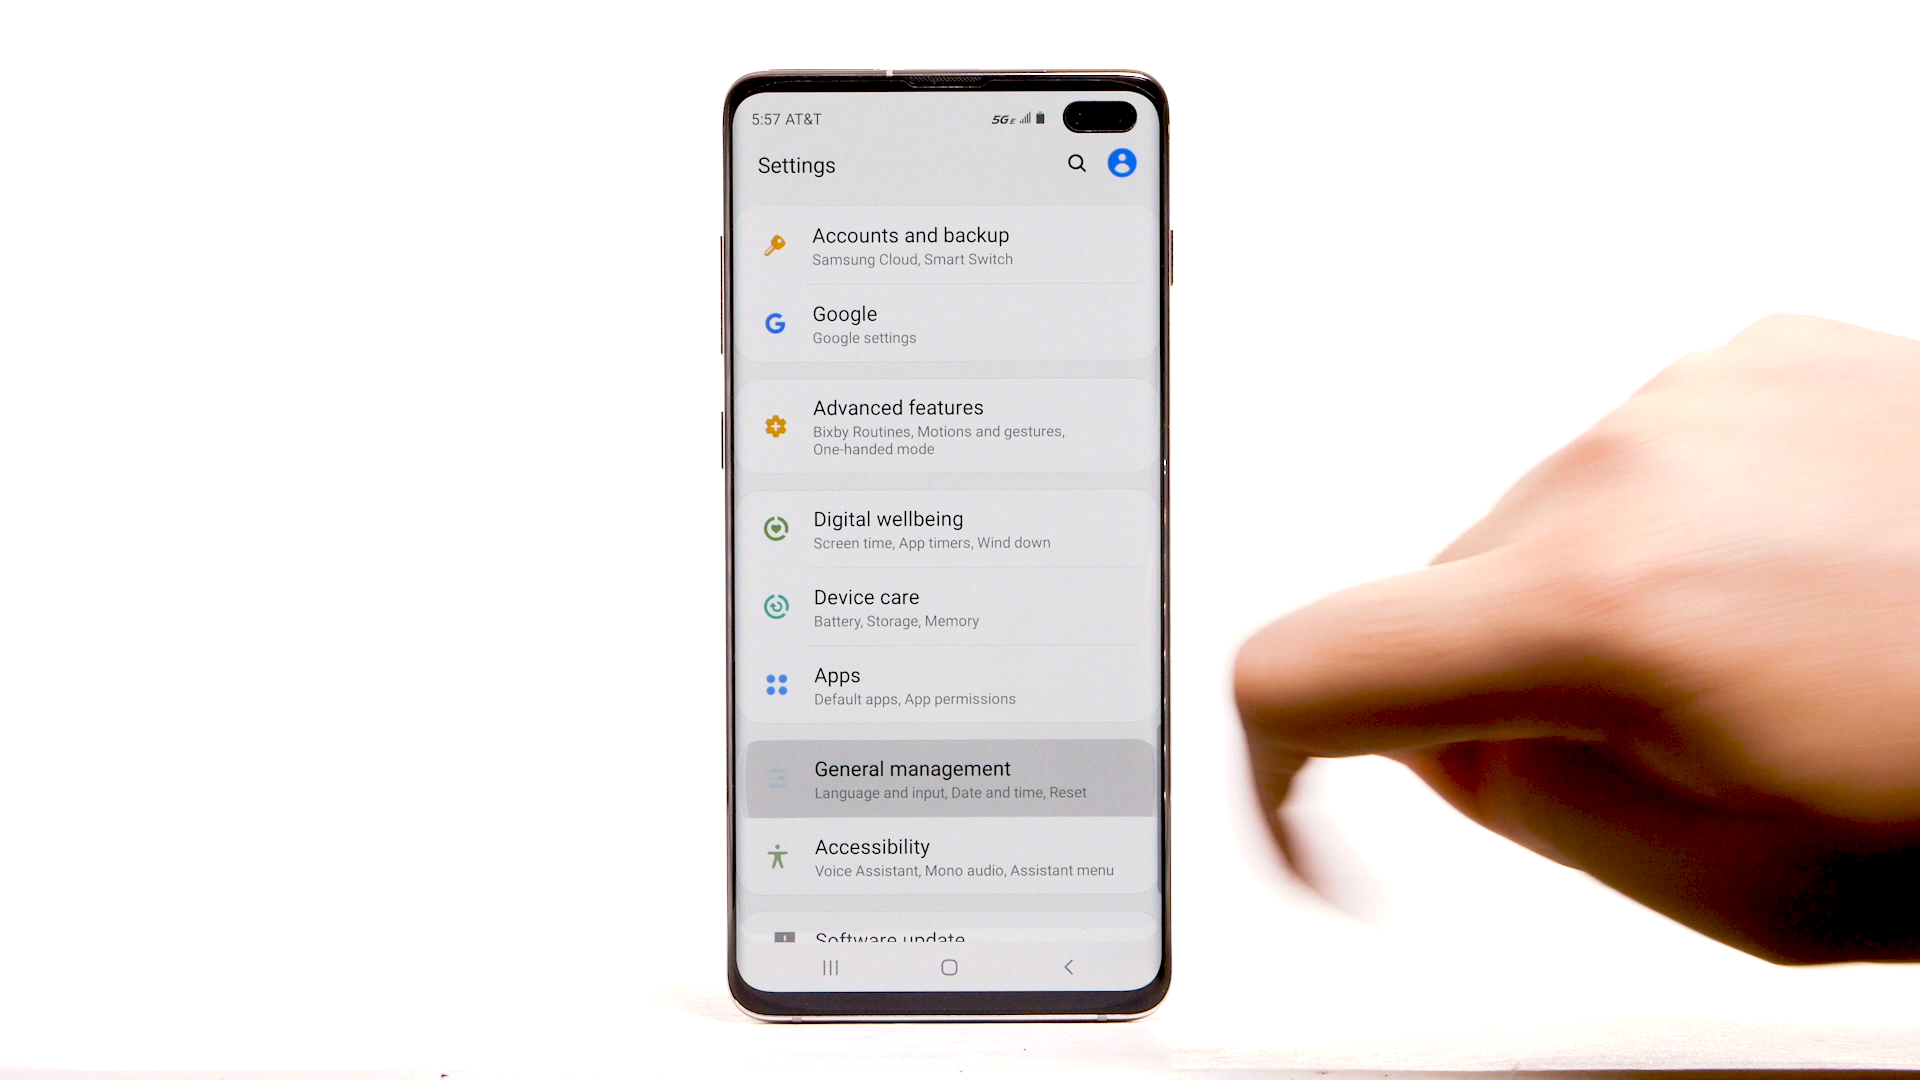 5:57 AT&T
5G E
Settings
Accounts and backup
Samsung Cloud, Smart Switch
Google
Google settings
Advanced features
Bixby Routines, Motions and gestures,
One-handed mode
Digital wellbeing
Screen time, App timers, Wind down
Device care
Battery, Storage, Memory
Apps
Default apps, App permissions
General management
Language and input, Date and time, Reset
Accessibility
Voice Assistant, Mono audio, Assistant menu
Software update